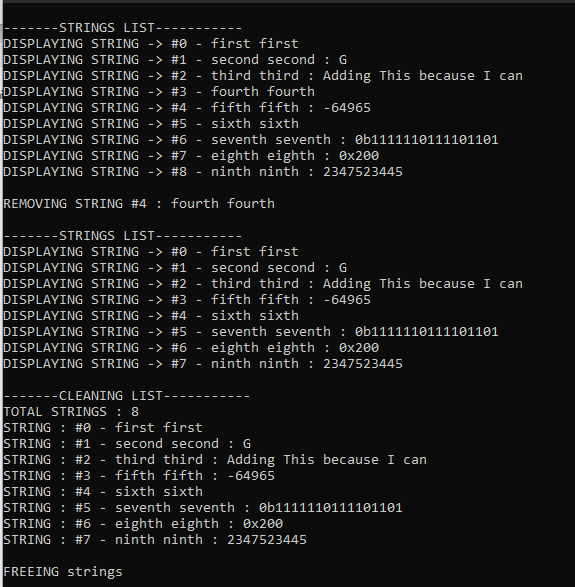 -------STRINGS LIST-----------
DISPLAYING STRING -> #0 - first first
DISPLAYING STRING -> #1 - second second : G
DISPLAYING STRING -> #2 - third third : Adding This because I can
DISPLAYING STRING -> #3 - fourth fourth
DISPLAYING STRING -> #4 - fifth fifth : -64965
DISPLAYING STRING -> #5 - sixth sixth
DISPLAYING STRING -> #6 - seventh seventh : 0b1111110111101101
DISPLAYING STRING -> #7 - eighth eighth : 0x200
DISPLAYING STRING -> #8 - ninth ninth : 2347523445
REMOVING STRING #4 : fourth fourth
-------STRINGS LIST-----------
DISPLAYING STRING -> #0 - first first
DISPLAYING STRING -> #1 - second second : G
DISPLAYING STRING -> #2 - third third : Adding This because I can
DISPLAYING STRING -> #3 - fifth fifth : -64965
DISPLAYING STRING -> #4 - sixth sixth
DISPLAYING STRING -> #5 - seventh seventh : 0b1111110111101101
DISPLAYING STRING -> #6 - eighth eighth : 0x200
DISPLAYING STRING -> #7 - ninth ninth : 2347523445
-------CLEANING LIST-----------
TOTAL STRINGS : 8
STRING : #0 - first first
STRING : #1 - second second : G
STRING : #2 - third third : Adding This because I can
STRING : #3 - fifth fifth : -64965
STRING : #4 - sixth sixth
STRING : #5 - seventh seventh : 0b1111110111101101
STRING : #6 - eighth eighth : 0x200
STRING : #7 - ninth ninth : 2347523445
FREEING strings